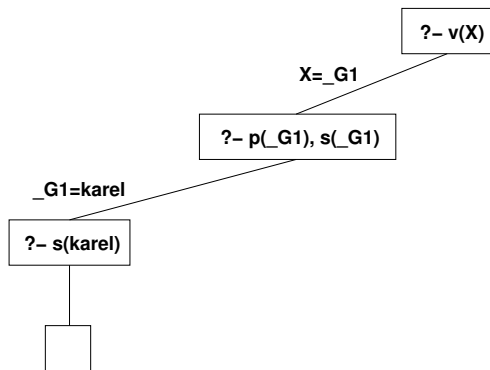 ?– v(X)
X=_G1
?– p(_G1), s(_G1)
_G1=karel
?– s(karel)